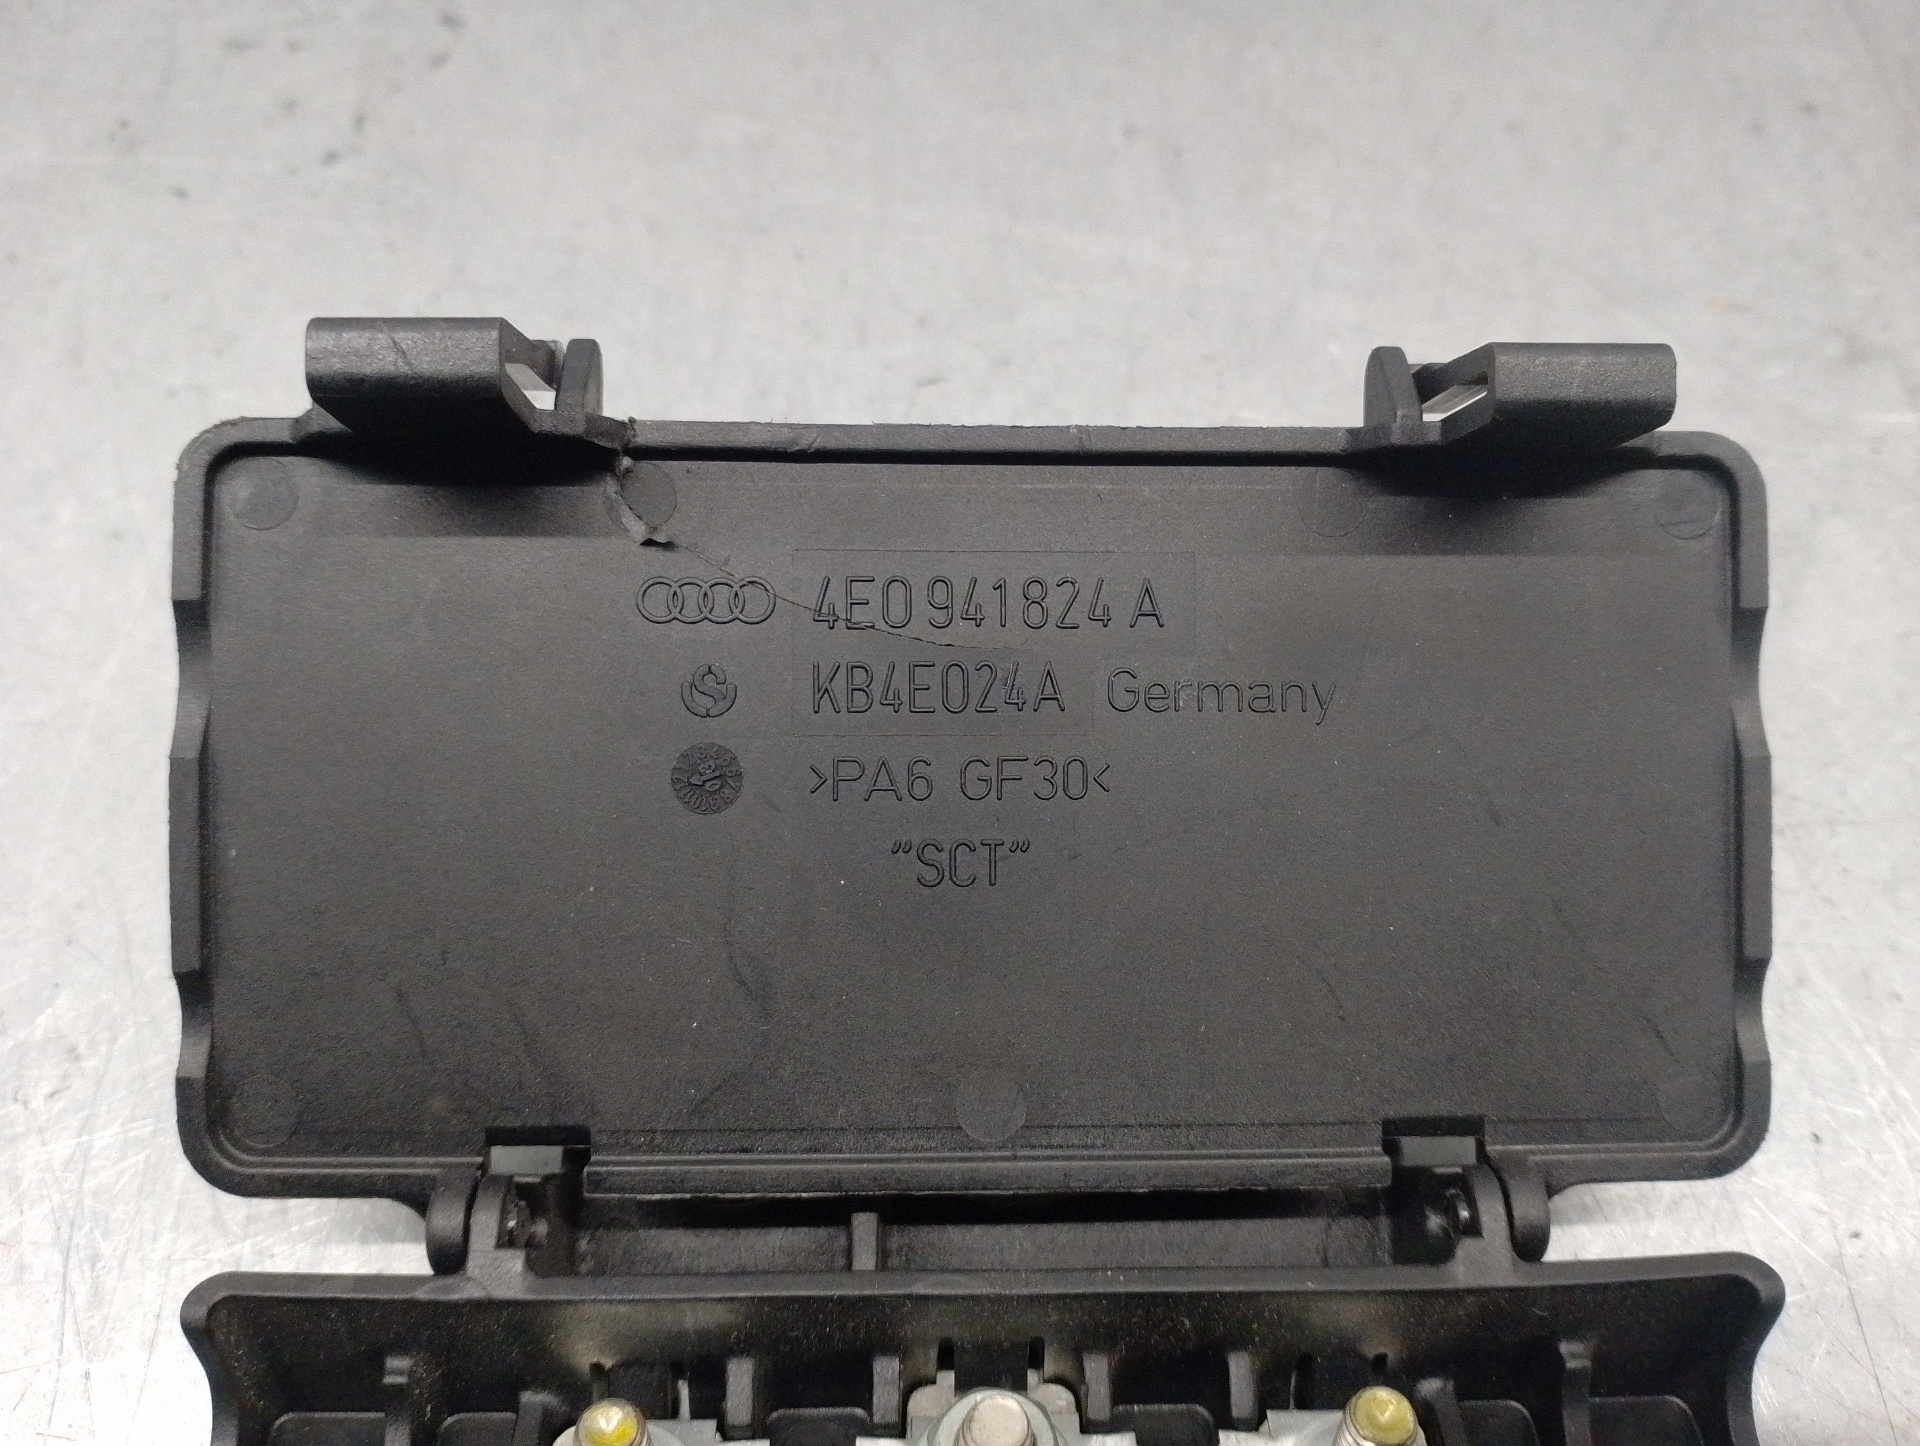 4E0 941824 A
KB4E024A Germany
>PA6 GF30<
"SCT"